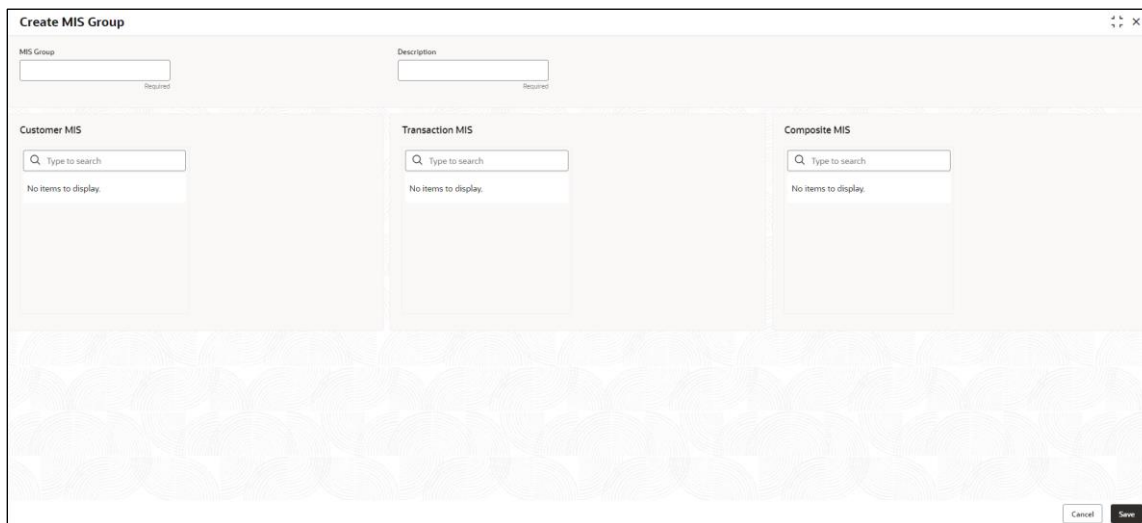 Create MIS Group
MIS Group
Description
Required
Required
Customer MIS
Transaction MIS
Composite MIS
Type to search
Type to search
Type to search
No items to display.
No items to display.
No items to display.
Cancel
Save